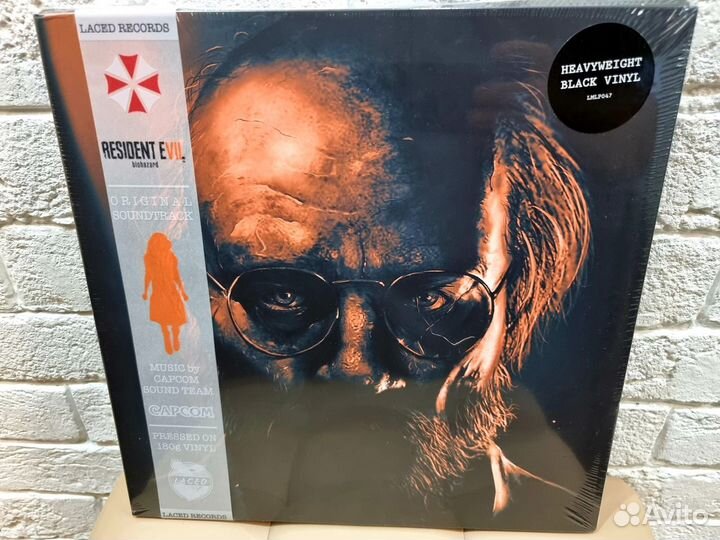 LACED RECORDS
RESIDENT EVIL
biohazard
ORIGINAL
SOUNDTRACK
MUSIC by
CAPCOM
SOUND TEAM
CAPCOM
PRESSED ON
180g VINYL
LACED
LACED RECORDS
HEAVYWEIGHT
BLACK VINYL
LMLP047
Avito